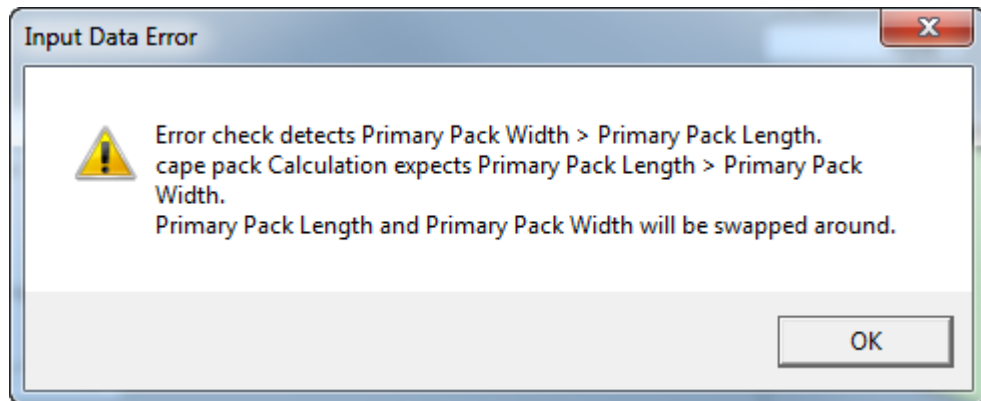 Input Data Error
Error check detects Primary Pack Width > Primary Pack Length.
cape pack Calculation expects Primary Pack Length > Primary Pack
Width.
Primary Pack Length and Primary Pack Width will be swapped around.
OK